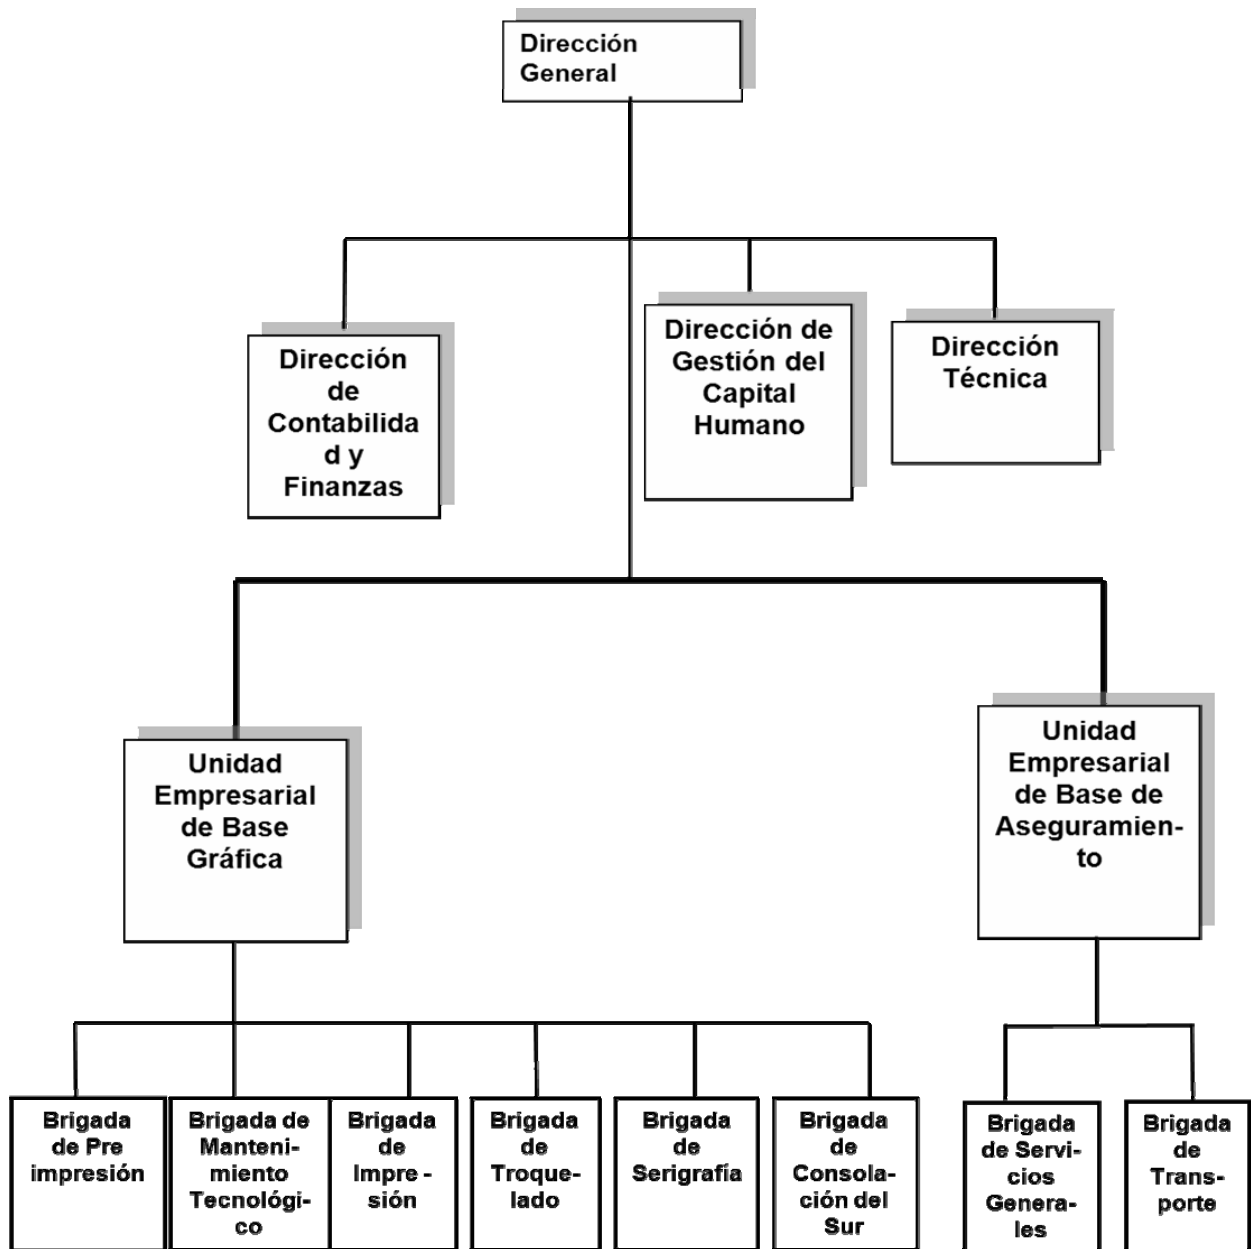 Dirección
General
Dirección
de
Contabilida
d y
Finanzas
Dirección de
Gestión del
Capital
Humano
Dirección
Técnica
Unidad
Empresarial
de Base
Gráfica
Unidad
Empresarial
de Base de
Aseguramien-
to
Brigada
de Pre
impresión
Brigada de
Manteni-
miento
Tecnológi-
co
Brigada
de
Impre -
sión
Brigada
de
Troque-
lado
Brigada
de
Serigrafía
Brigada
de
Consola-
ción del
Sur
Brigada
de Servi-
cios
Genera-
les
Brigada
de
Trans-
porte